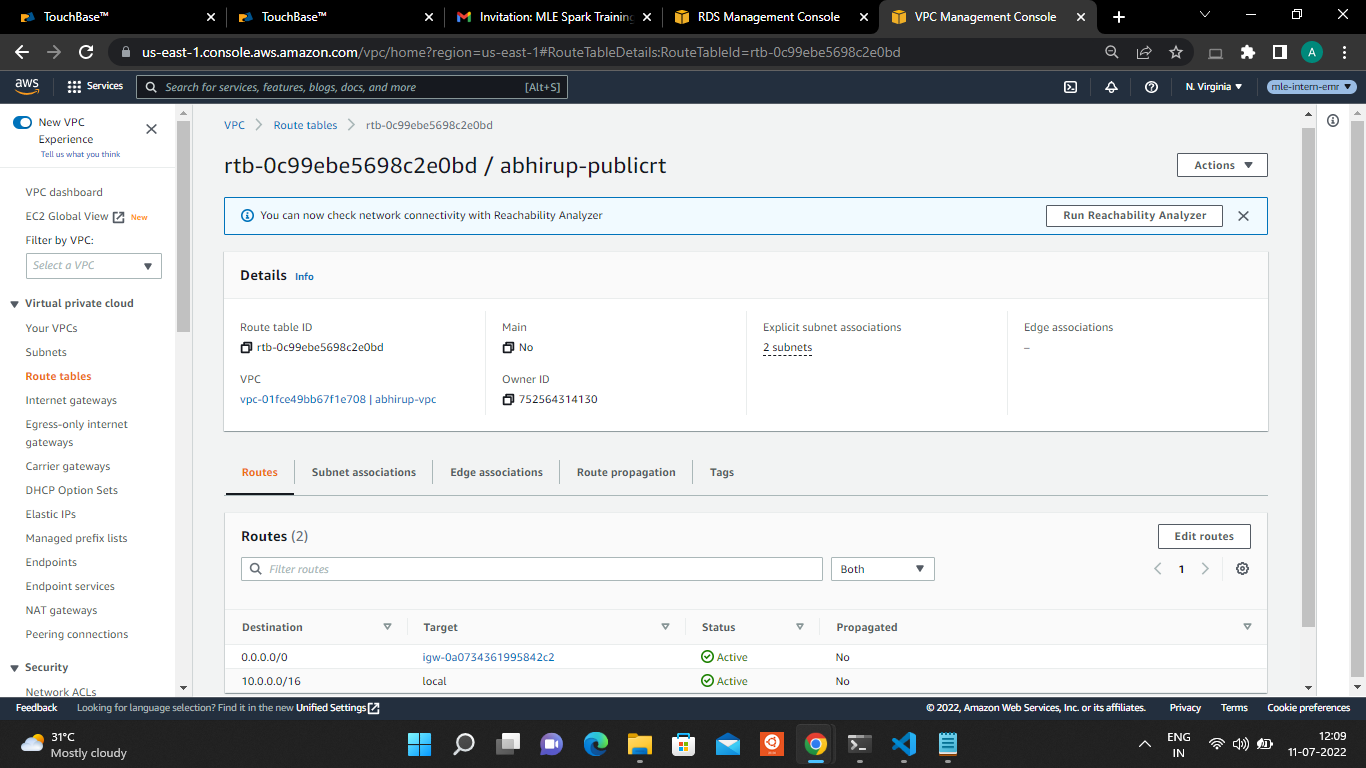 TouchBase™
TouchBase™
Invitation: MLE Spark Training
RDS Management Console
VPC Management Console
us-east-1.console.aws.amazon.com/vpc/home?region=us-east-1#RouteTableDetails:RouteTableId=rtb-0c99ebe5698c2e0bd
A
aws
Services
Search for services, features, blogs, docs, and more
[Alt+S]
N. Virginia
mle-intern-emr
New VPC
Experience
Tell us what you think
VPC dashboard
EC2 Global View New
Filter by VPC:
Select a VPC
Virtual private cloud
Your VPCs
Subnets
Route tables
Internet gateways
Egress-only internet
gateways
Carrier gateways
DHCP Option Sets
Elastic IPs
Managed prefix lists
Endpoints
Endpoint services
NAT gateways
Peering connections
Security
Network ACLs
VPC
Route tables
rtb-0c99ebe5698c2e0bd
rtb-0c99ebe5698c2e0bd / abhirup-publicrt
Actions
You can now check network connectivity with Reachability Analyzer
Run Reachability Analyzer
Details Info
Route table ID
rtb-0c99ebe5698c2e0bd
VPC
vpc-01fce49bb67f1e708 | abhirup-vpc
Main
No
Owner ID
752564314130
Explicit subnet associations
2 subnets
Edge associations
–
Routes
Subnet associations
Edge associations
Route propagation
Tags
Routes (2)
Edit routes
Filter routes
Both
1
Destination Target Status Propagated
0.0.0.0/0 igw-0a0734361995842c2 Active No
10.0.0.0/16 local Active No
Feedback
Looking for language selection? Find it in the new Unified Settings
© 2022, Amazon Web Services, Inc. or its affiliates.
Privacy
Terms
Cookie preferences
31°C
Mostly cloudy
ENG
IN
12:09
11-07-2022